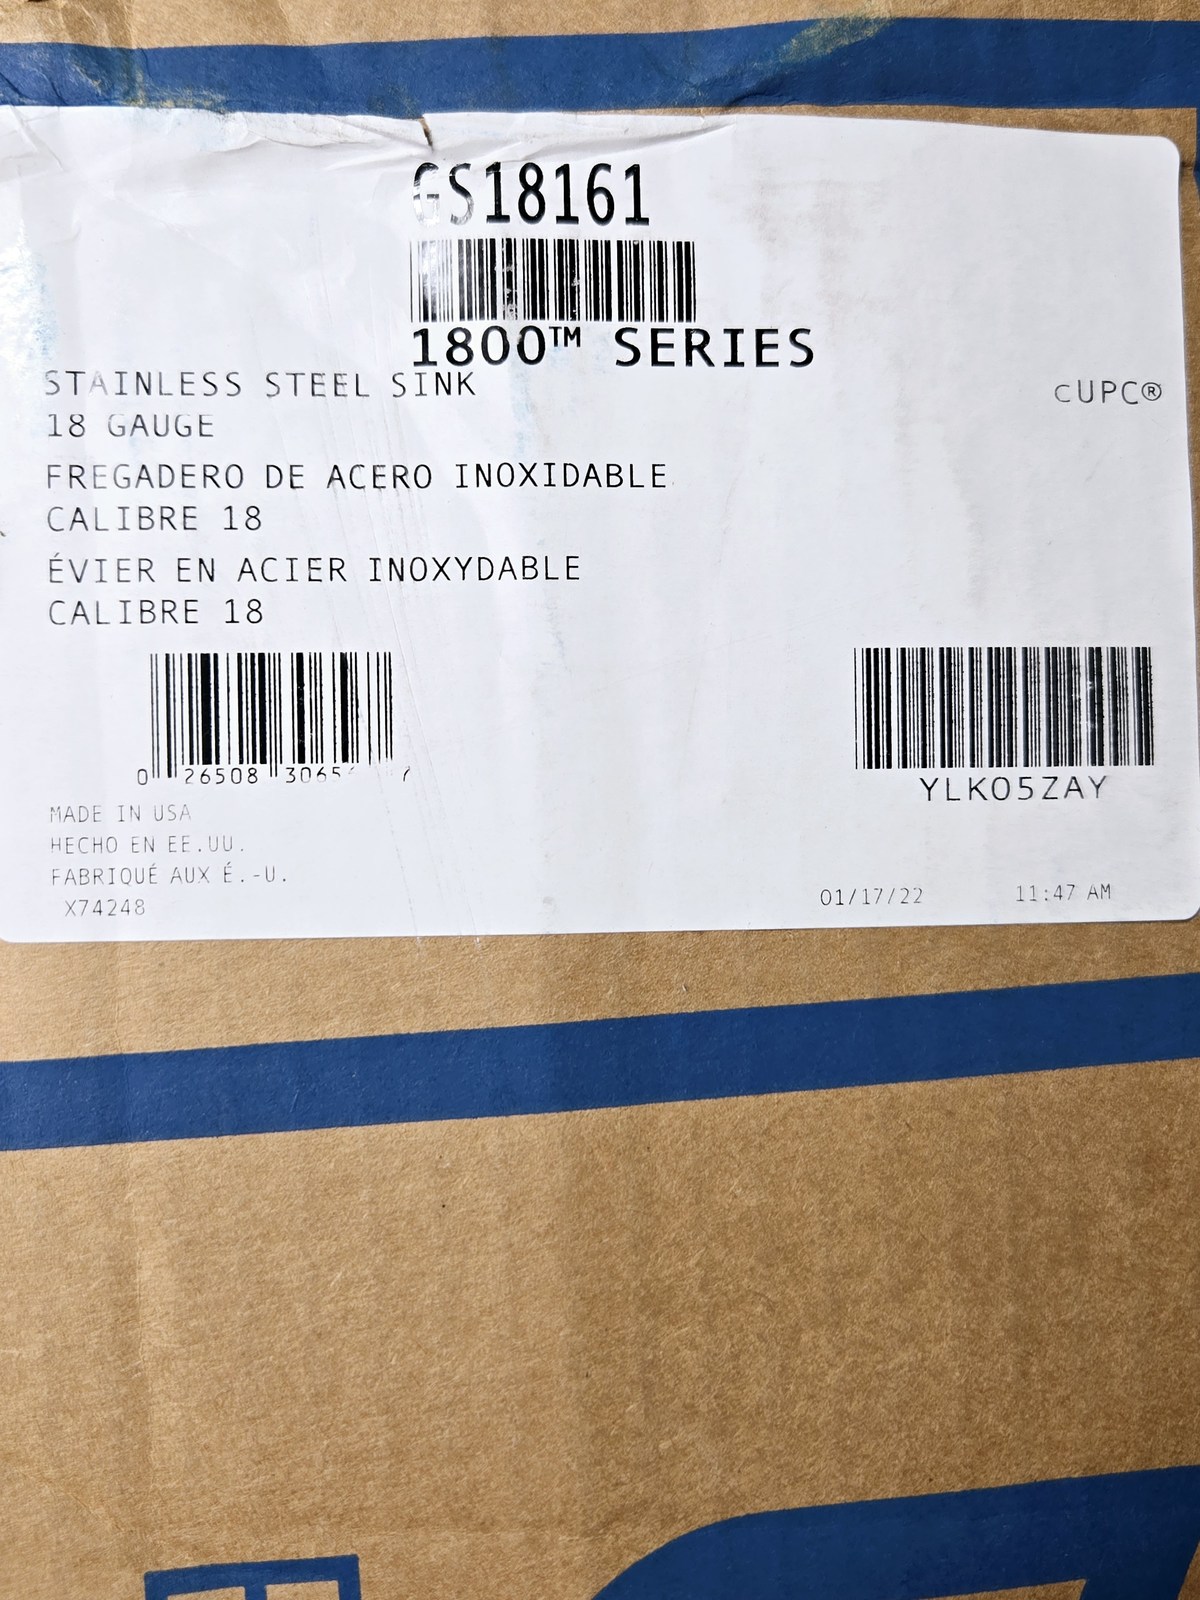 GS18161
1800™ SERIES
STAINLESS STEEL SINK
18 GAUGE
cUPC®
FREGADERO DE ACERO INOXIDABLE
CALIBRE 18
ÉVIER EN ACIER INOXYDABLE
CALIBRE 18
0 26508
YLK05ZAY
MADE IN USA
HECHO EN EE.UU.
FABRIQUÉ AUX É.-U.
X74248
01/17/22 11:47 AM